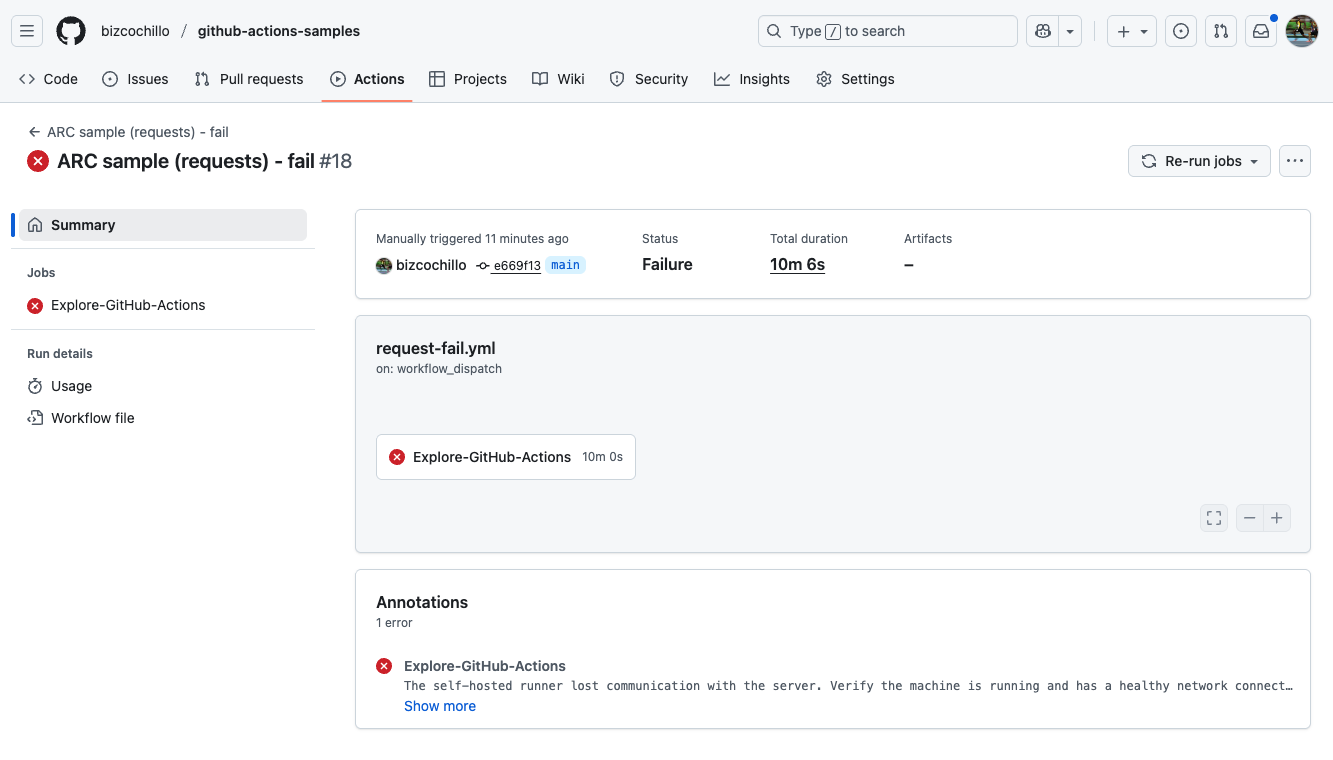 bizcochillo / github-actions-samples
Type / to search
Code
Issues
Pull requests
Actions
Projects
Wiki
Security
Insights
Settings
ARC sample (requests) - fail
ARC sample (requests) - fail #18
Re-run jobs
Summary
Jobs
Explore-GitHub-Actions
Run details
Usage
Workflow file
Manually triggered 11 minutes ago
bizcochillo e669f13 main
Status
Failure
Total duration
10m 6s
Artifacts
–
request-fail.yml
on: workflow_dispatch
Explore-GitHub-Actions 10m 0s
Annotations
1 error
Explore-GitHub-Actions
The self-hosted runner lost communication with the server. Verify the machine is running and has a healthy network connect…
Show more